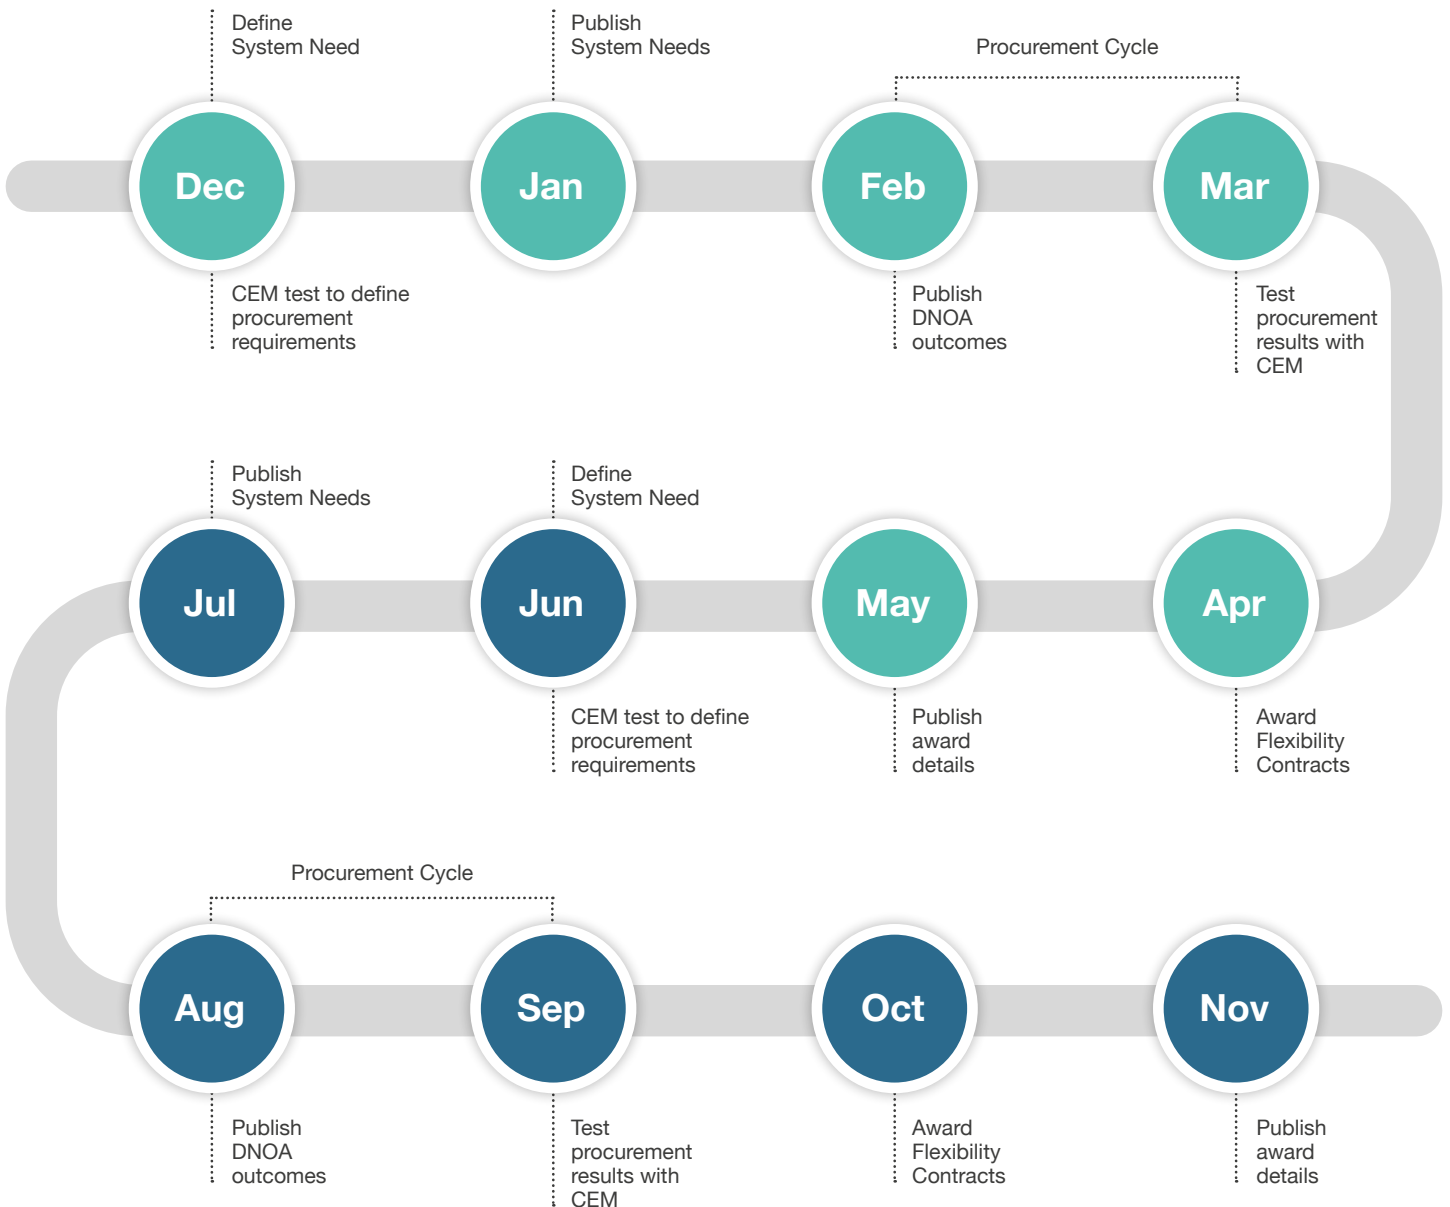 Define
System Need
Publish
System Needs
Procurement Cycle
Dec
Jan
Feb
Mar
CEM test to define
procurement
requirements
Publish
DNOA
outcomes
Test
procurement
results with
CEM
Publish
System Needs
Define
System Need
Jul
Jun
May
Apr
CEM test to define
procurement
requirements
Publish
award
details
Award
Flexibility
Contracts
Procurement Cycle
Aug
Sep
Oct
Nov
Publish
DNOA
outcomes
Test
procurement
results with
CEM
Award
Flexibility
Contracts
Publish
award
details